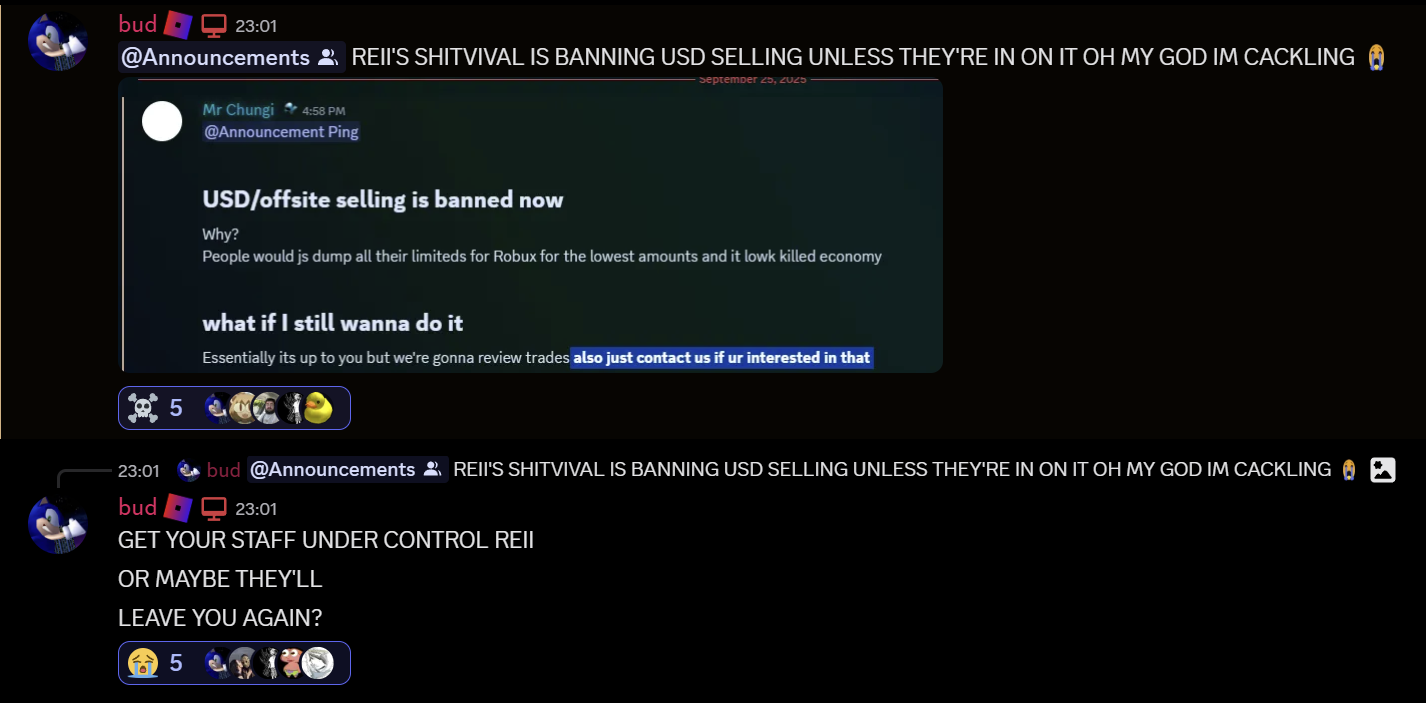 bud 23:01
@Announcements REII'S SHITVIVAL IS BANNING USD SELLING UNLESS THEY'RE IN ON IT OH MY GOD IM CACKLING 😭
September 25, 2025
Mr Chungi 4:58 PM
@Announcement Ping
USD/offsite selling is banned now
Why?
People would js dump all their limiteds for Robux for the lowest amounts and it lowk killed economy
what if I still wanna do it
Essentially its up to you but we're gonna review trades also just contact us if ur interested in that
☠️ 5
23:01 bud @Announcements REII'S SHITVIVAL IS BANNING USD SELLING UNLESS THEY'RE IN ON IT OH MY GOD IM CACKLING 😭
bud 23:01
GET YOUR STAFF UNDER CONTROL REII
OR MAYBE THEY'LL
LEAVE YOU AGAIN?
😭 5